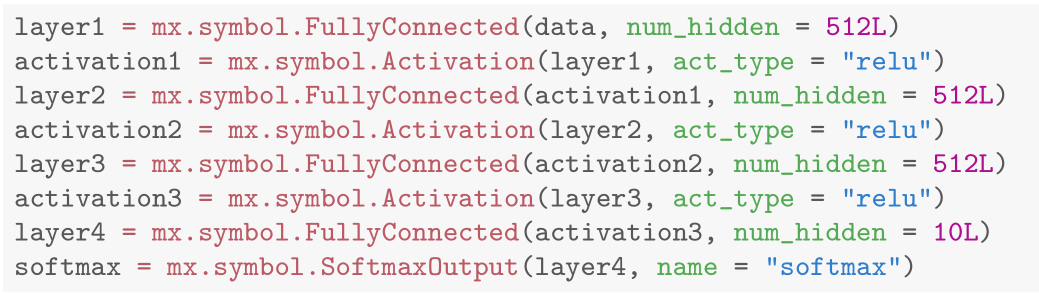 layer1 = mx.symbol.FullyConnected(data, num_hidden = 512L)
activation1 = mx.symbol.Activation(layer1, act_type = "relu")
layer2 = mx.symbol.FullyConnected(activation1, num_hidden = 512L)
activation2 = mx.symbol.Activation(layer2, act_type = "relu")
layer3 = mx.symbol.FullyConnected(activation2, num_hidden = 512L)
activation3 = mx.symbol.Activation(layer3, act_type = "relu")
layer4 = mx.symbol.FullyConnected(activation3, num_hidden = 10L)
softmax = mx.symbol.SoftmaxOutput(layer4, name = "softmax")